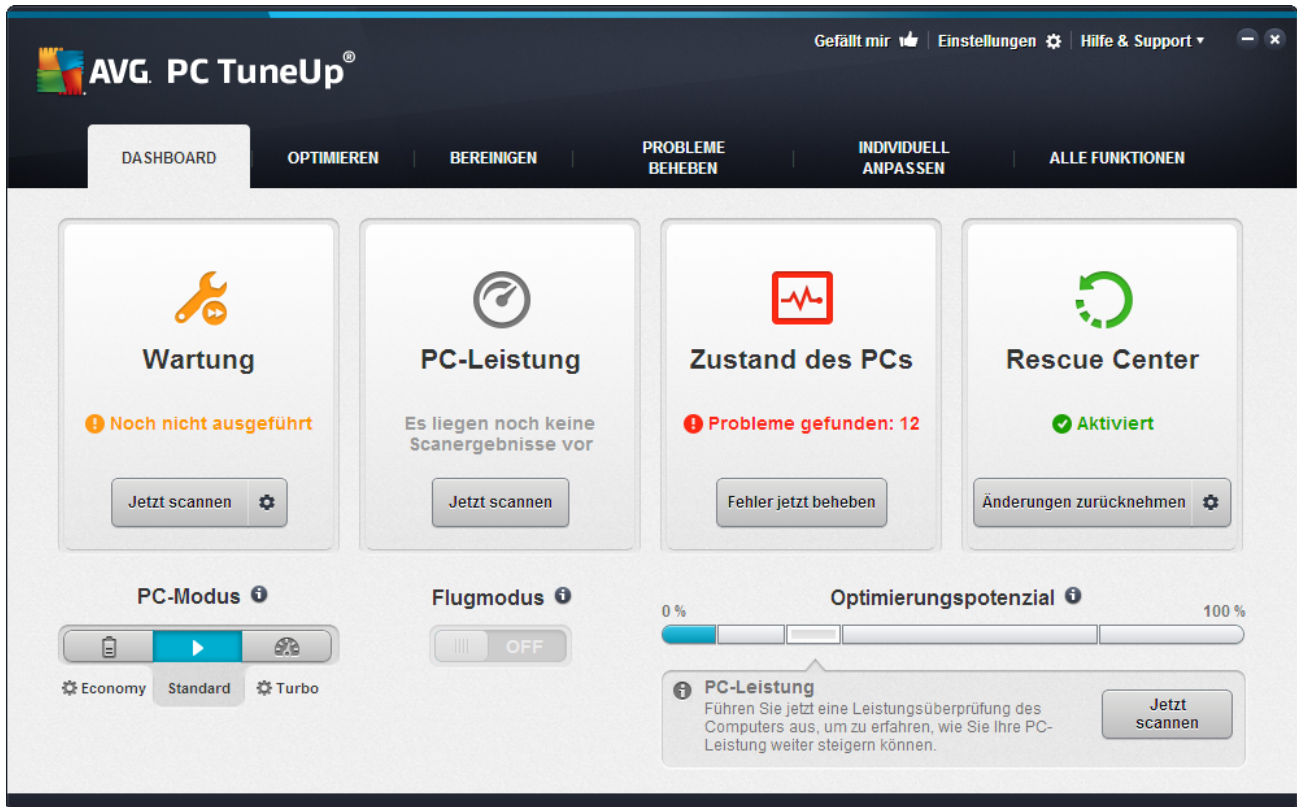 Gefällt mir
Einstellungen
Hilfe & Support
AVG. PC TuneUp®
DASHBOARD
OPTIMIEREN
BEREINIGEN
PROBLEME
BEHEBEN
INDIVIDUELL
ANPASSEN
ALLE FUNKTIONEN
Wartung
Noch nicht ausgeführt
Jetzt scannen
PC-Leistung
Es liegen noch keine
Scanergebnisse vor
Jetzt scannen
Zustand des PCs
Probleme gefunden: 12
Fehler jetzt beheben
Rescue Center
Aktiviert
Änderungen zurücknehmen
PC-Modus
Economy
Standard
Turbo
Flugmodus
OFF
Optimierungspotenzial
0 %
100 %
PC-Leistung
Führen Sie jetzt eine Leistungsüberprüfung des
Computers aus, um zu erfahren, wie Sie Ihre PC-
Leistung weiter steigern können.
Jetzt
scannen